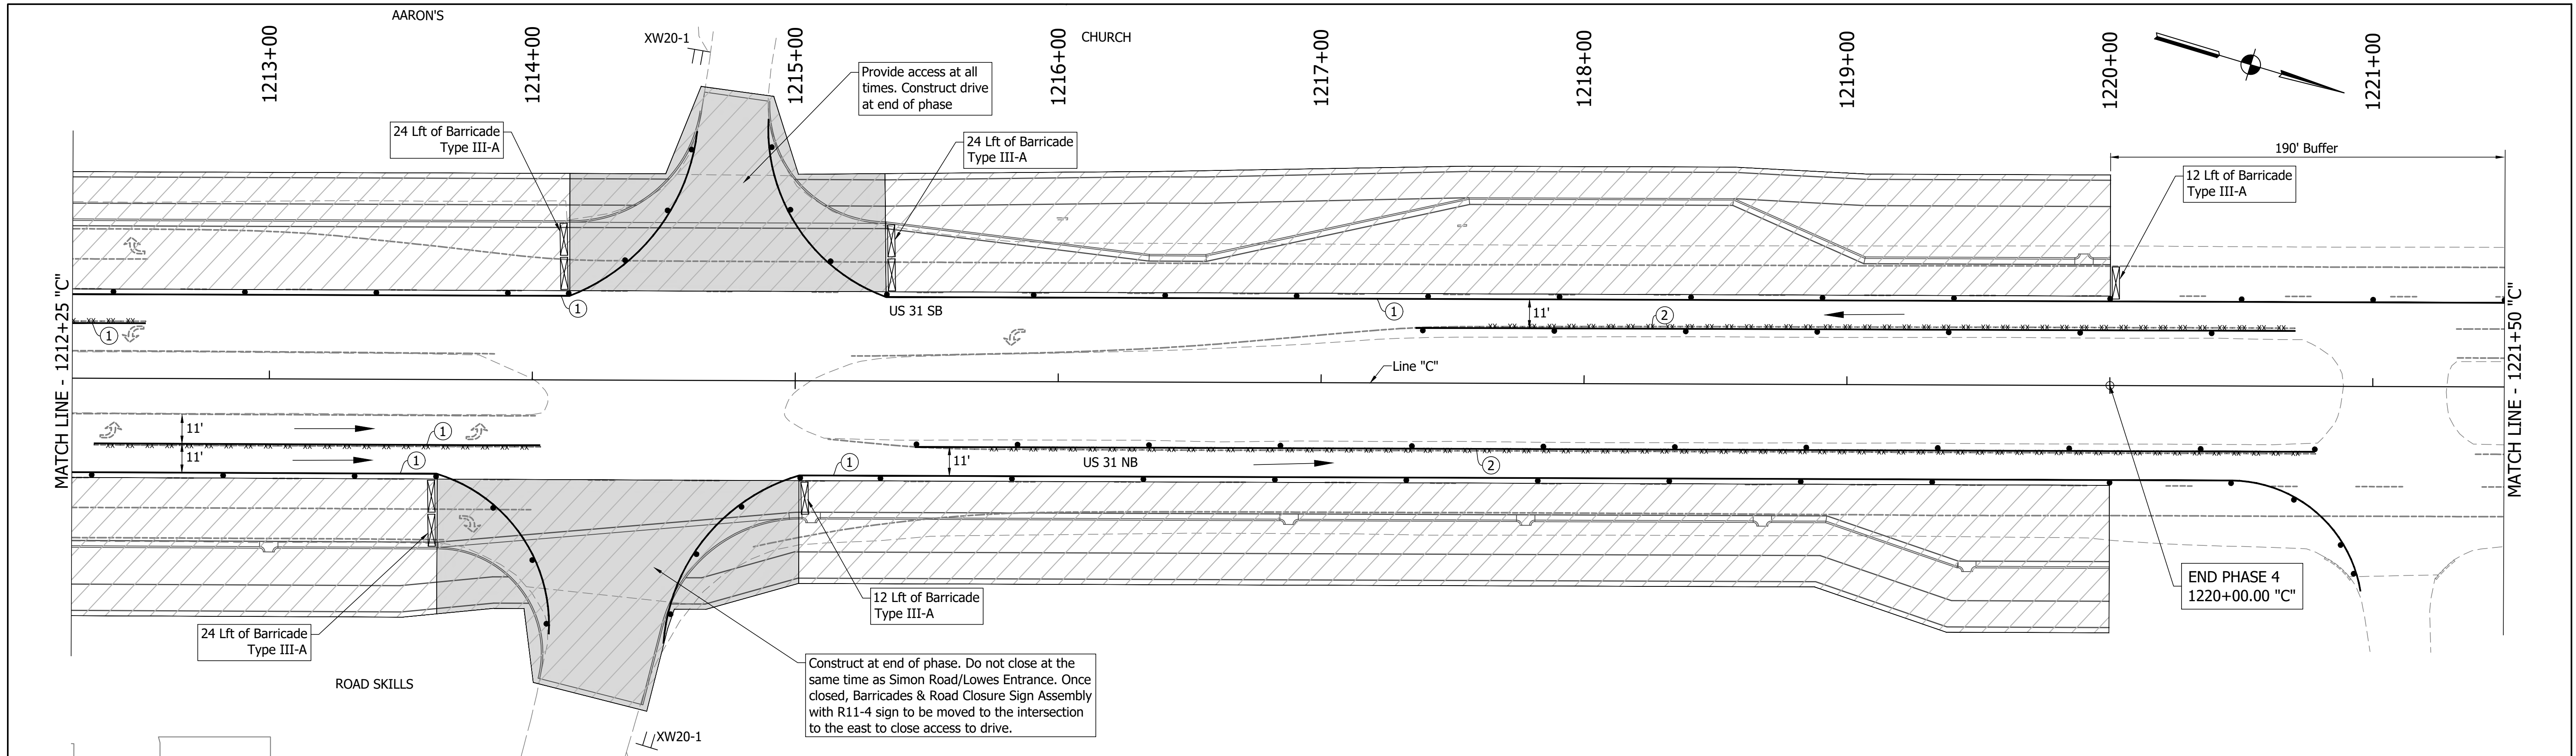 AARON'S
CHURCH
XW20-1
1213+00
1214+00
1215+00
1216+00
1217+00
1218+00
1219+00
1220+00
1221+00
Provide access at all
times. Construct drive
at end of phase
24 Lft of Barricade
Type III-A
24 Lft of Barricade
Type III-A
190' Buffer
12 Lft of Barricade
Type III-A
MATCH LINE - 1212+25 "C"
1
1
1
US 31 SB
1
11'
2
Line "C"
MATCH LINE - 1221+50 "C"
11'
1
11'
1
1
11'
US 31 NB
2
END PHASE 4
1220+00.00 "C"
12 Lft of Barricade
Type III-A
24 Lft of Barricade
Type III-A
ROAD SKILLS
Construct at end of phase. Do not close at the
same time as Simon Road/Lowes Entrance. Once
closed, Barricades & Road Closure Sign Assembly
with R11-4 sign to be moved to the intersection
to the east to close access to drive.
XW20-1